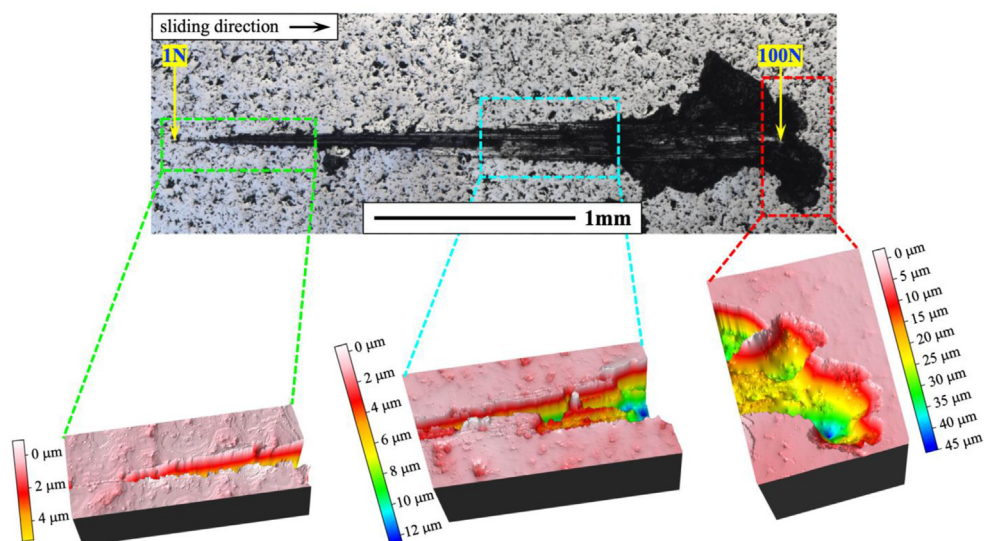 sliding direction
1N
100N
1mm
0 µm
2 µm
4 µm
0 µm
2 µm
4 µm
6 µm
8 µm
10 µm
12 µm
0 µm
5 µm
10 µm
15 µm
20 µm
25 µm
30 µm
35 µm
40 µm
45 µm